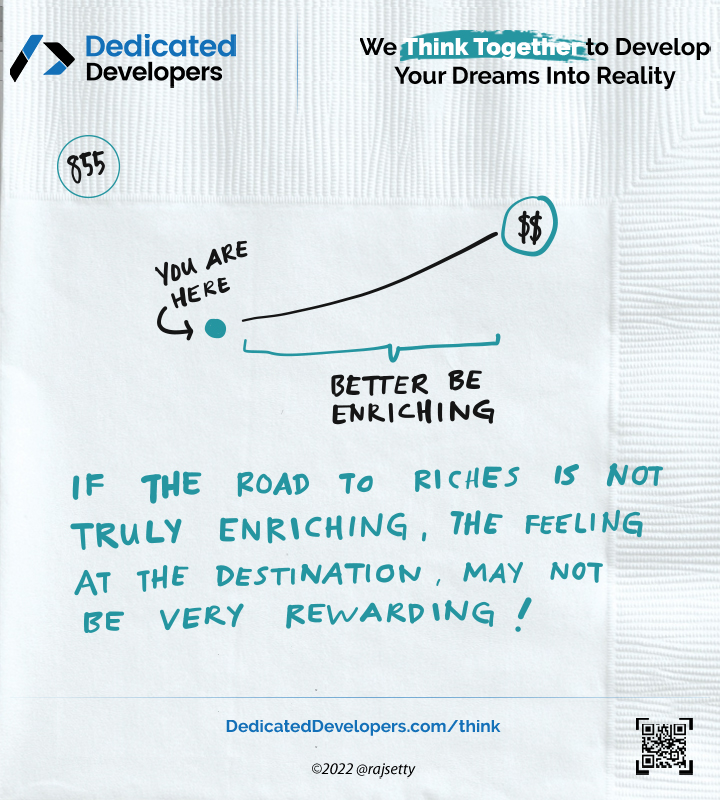 Dedicated
Developers
We Think Together to Develop
Your Dreams Into Reality
855
$$
YOU ARE
HERE
BETTER BE
ENRICHING
IF THE ROAD TO RICHES IS NOT
TRULY ENRICHING, THE FEELING
AT THE DESTINATION, MAY NOT
BE VERY REWARDING!
DedicatedDevelopers.com/think
©2022 @rajsetty